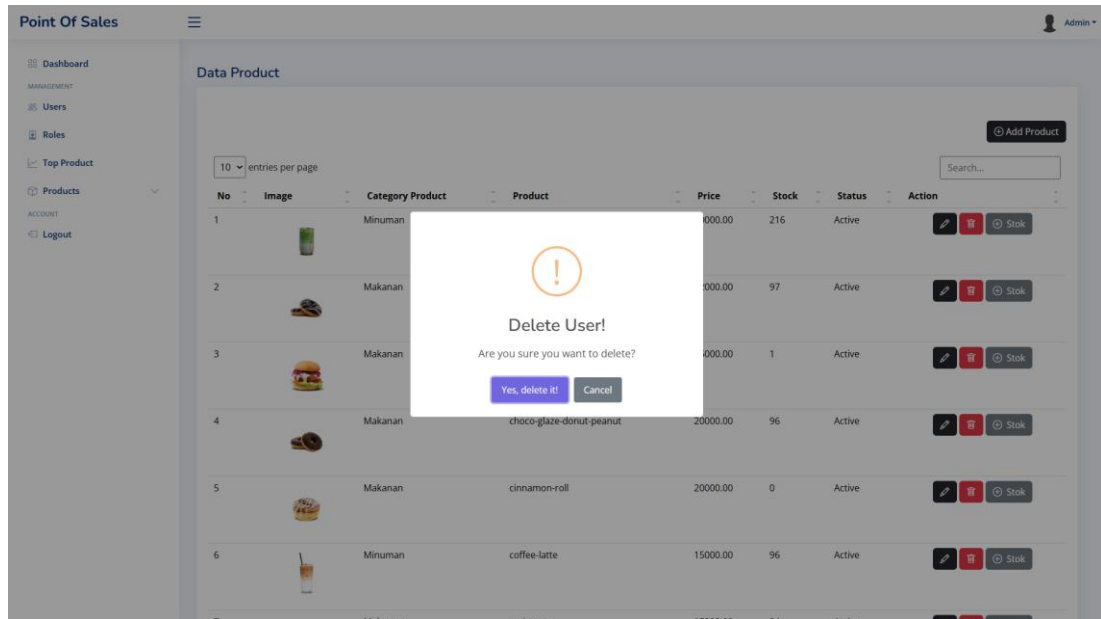 Point Of Sales
Admin
Dashboard
MANAGEMENT
Users
Roles
Top Product
Products
ACCOUNT
Logout
Data Product
Add Product
10 entries per page
Search...
No Image Category Product Product Price Stock Status Action
1 Minuman 216 Active Stok
2 Makanan 97 Active Stok
3 Makanan 1 Active Stok
Delete User!
Are you sure you want to delete?
Yes, delete it! Cancel
4 Makanan choco-glaze-donut-peanut 20000.00 96 Active Stok
5 Makanan cinnamon-roll 20000.00 0 Active Stok
6 Minuman coffee-latte 15000.00 96 Active Stok